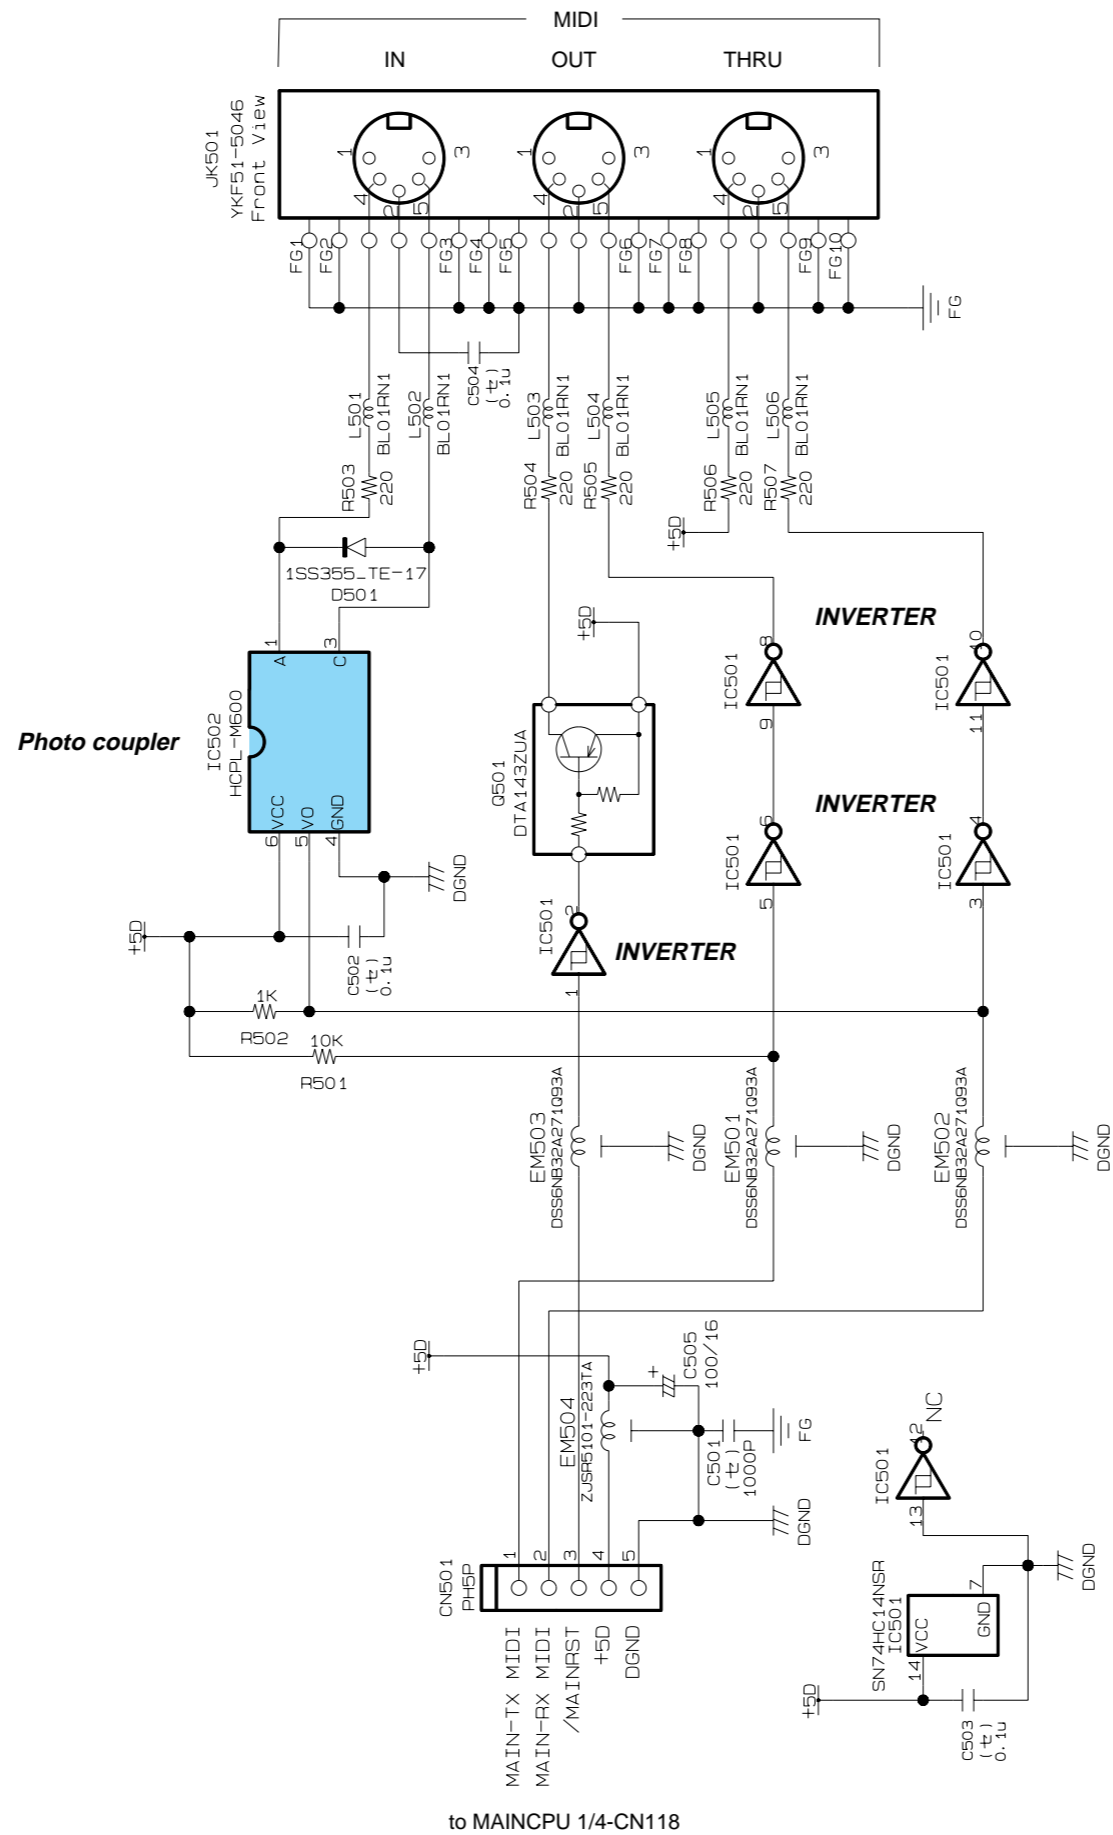 MIDI
IN OUT THRU
JK501
YKF51-5046
Front View
1 4 2 5 3
1 4 2 5 3
1 4 2 5 3
FG1 FG2 FG3 FG4 FG5 FG6 FG7 FG8 FG9 FG10
FG
C504
(セ)
0.1u
L501
BL01RN1
L502
BL01RN1
L503
BL01RN1
L504
BL01RN1
L505
BL01RN1
L506
BL01RN1
R503
220
R504
220
R505
220
R506
220
R507
220
+5D
1SS355_TE-17
D501
+5D
INVERTER
1 3
A C
8 10
IC501 IC501
9 11
Photo coupler
IC502
HCPL-M600
Q501
DTA143ZUA
INVERTER
VCC VO GND
6 5 4
6 4
IC501 IC501
5 3
DGND
+5D
C502
(セ)
0.1u
2
IC501
1
INVERTER
1K
R502
10K
R501
EM503
DSS6NB32A271Q93A
DGND
EM501
DSS6NB32A271Q93A
DGND
EM502
DSS6NB32A271Q93A
DGND
+5D
+
C505
100/16
EM504
ZJSR5101-223TA
C501
(セ)
1000P
FG
DGND
12 NC
IC501
13
CN501
PH5P
1 2 3 4 5
MAIN-TX MIDI
MAIN-RX MIDI
/MAINRST
+5D
DGND
DGND
SN74HC14NSR
IC501
VCC GND
14 7
+5D
C503
(セ)
0.1u
to MAINCPU 1/4-CN118